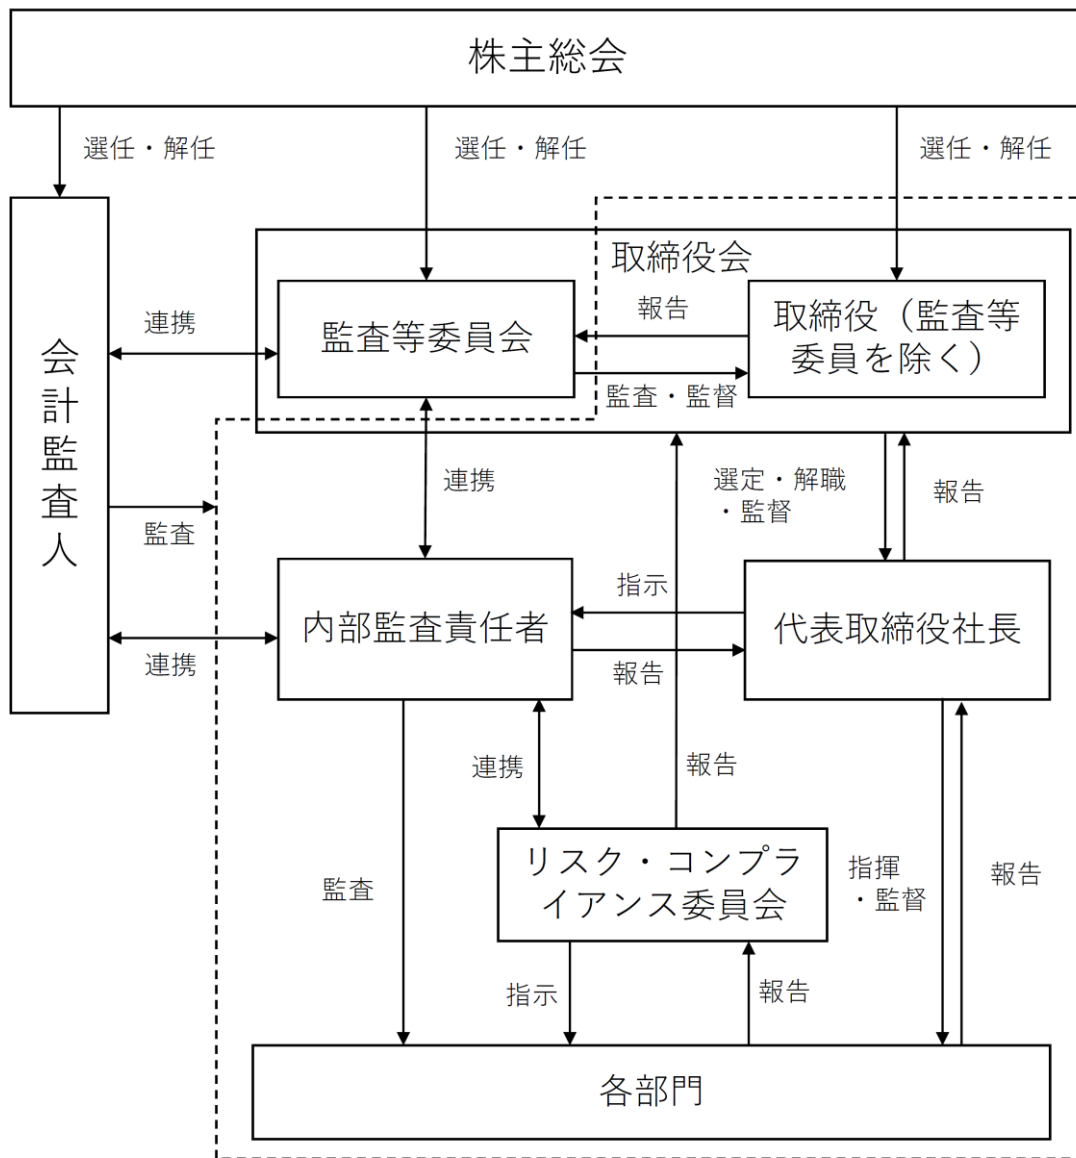 株主総会
選任・解任
選任・解任
選任・解任
取締役会
監査等委員会
報告
取締役（監査等
委員を除く）
監査・監督
連携
会計監査人
監査
連携
選定・解職
・監督
報告
内部監査責任者
指示
報告
代表取締役社長
連携
連携
報告
リスク・コンプラ
イアンス委員会
監査
指揮
・監督
報告
指示
報告
各部門